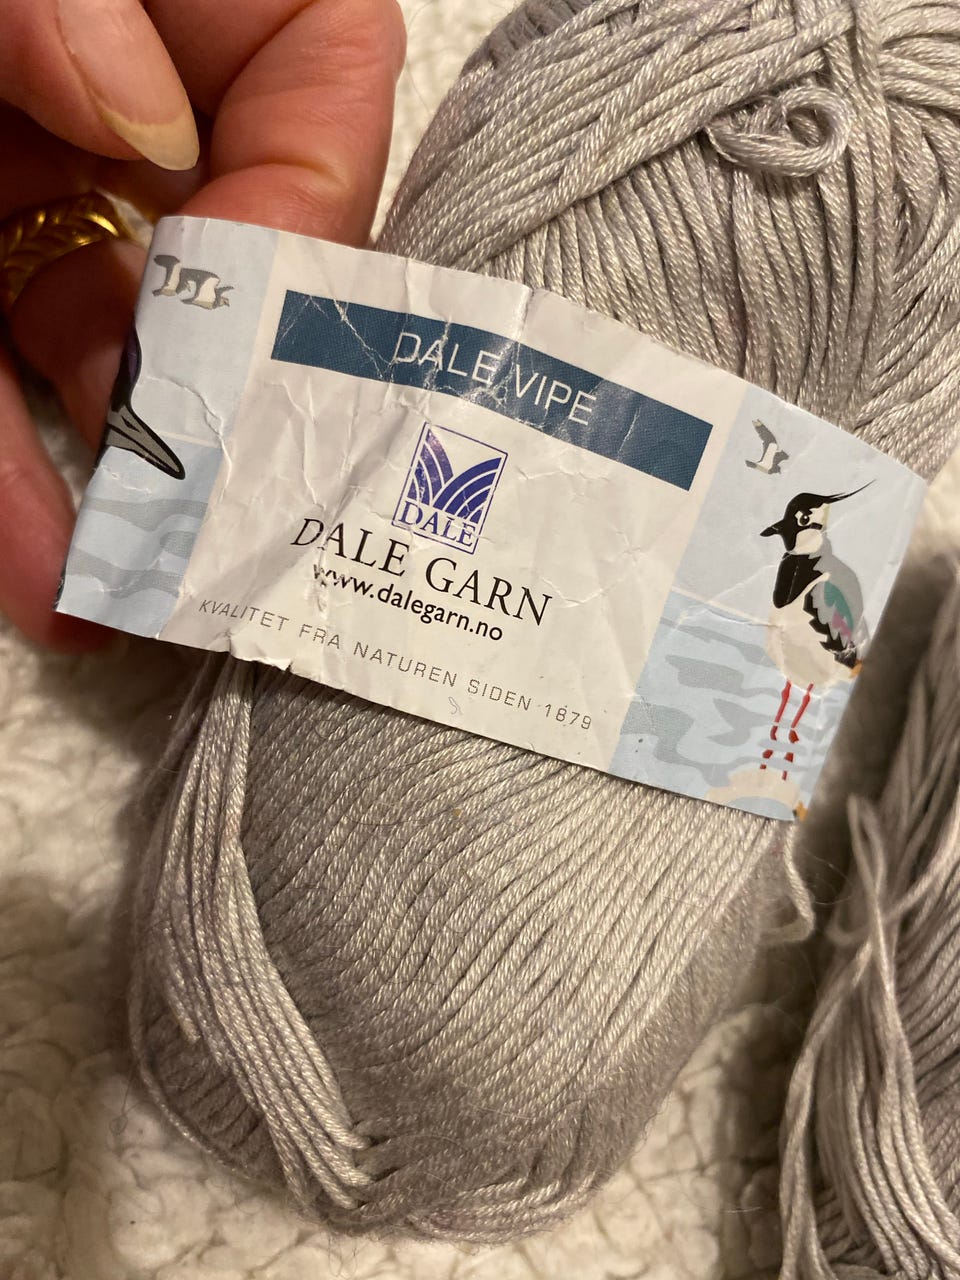 DALE VIPE
DALE
DALE GARN
www.dalegarn.no
KVALITET FRA NATUREN SIDEN 1879